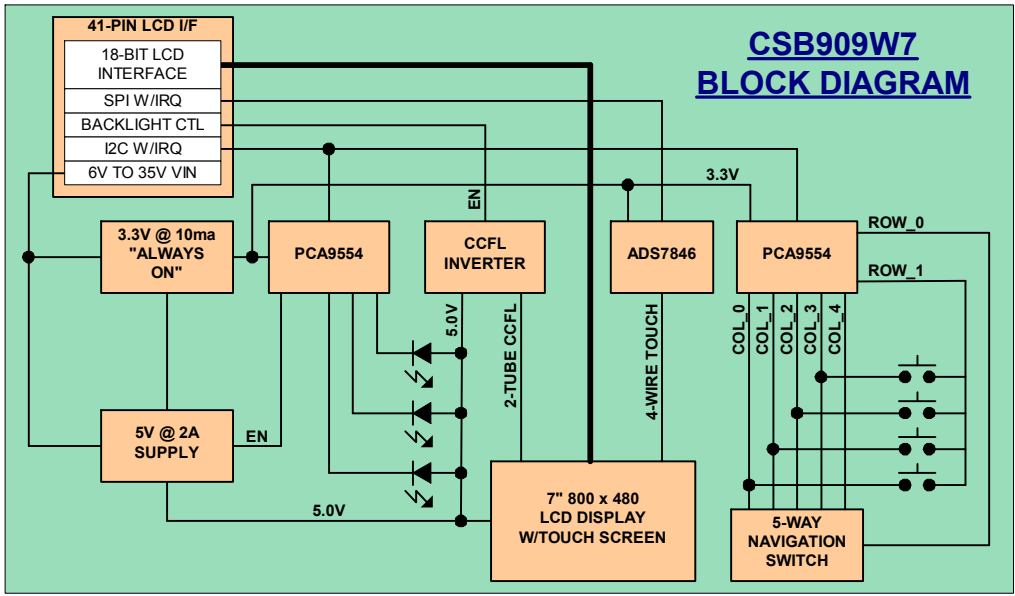 41-PIN LCD I/F
18-BIT LCD
INTERFACE
SPI W/IRQ
BACKLIGHT CTL
I2C W/IRQ
6V TO 35V VIN
CSB909W7
BLOCK DIAGRAM
3.3V
EN
3.3V @ 10ma
"ALWAYS
ON"
PCA9554
CCFL
INVERTER
ADS7846
PCA9554
ROW_0
ROW_1
5.0V
2-TUBE CCFL
4-WIRE TOUCH
COL_0
COL_1
COL_2
COL_3
COL_4
5V @ 2A
SUPPLY
EN
5.0V
7" 800 x 480
LCD DISPLAY
W/TOUCH SCREEN
5-WAY
NAVIGATION
SWITCH